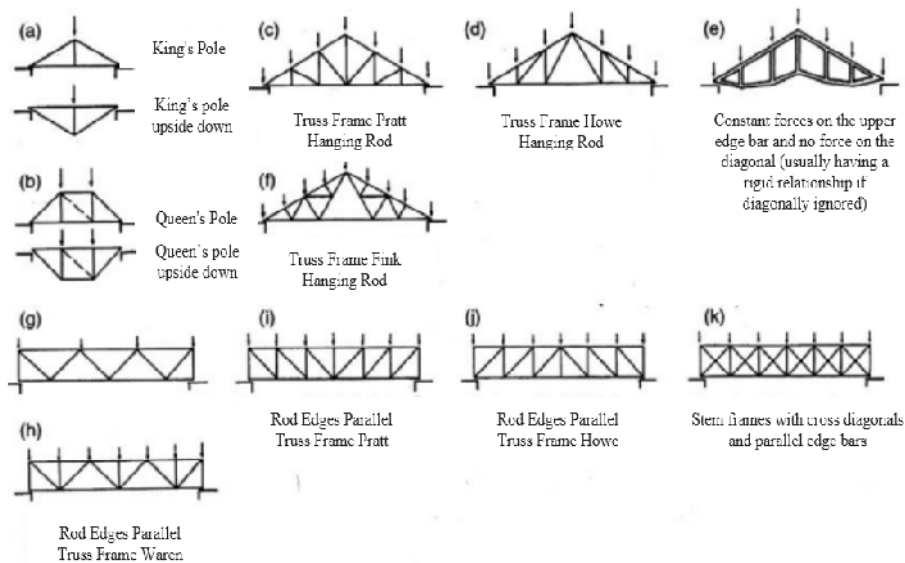 (a)
King's Pole
King's pole
upside down
(c)
Truss Frame Pratt
Hanging Rod
(d)
Truss Frame Howe
Hanging Rod
(e)
Constant forces on the upper
edge bar and no force on the
diagonal (usually having a
rigid relationship if
diagonally ignored)
(b)
Queen's Pole
Queen's pole
upside down
(f)
Truss Frame Fink
Hanging Rod
(g)
(i)
Rod Edges Parallel
Truss Frame Pratt
(j)
Rod Edges Parallel
Truss Frame Howe
(k)
Stem frames with cross diagonals
and parallel edge bars
(h)
Rod Edges Parallel
Truss Frame Waren